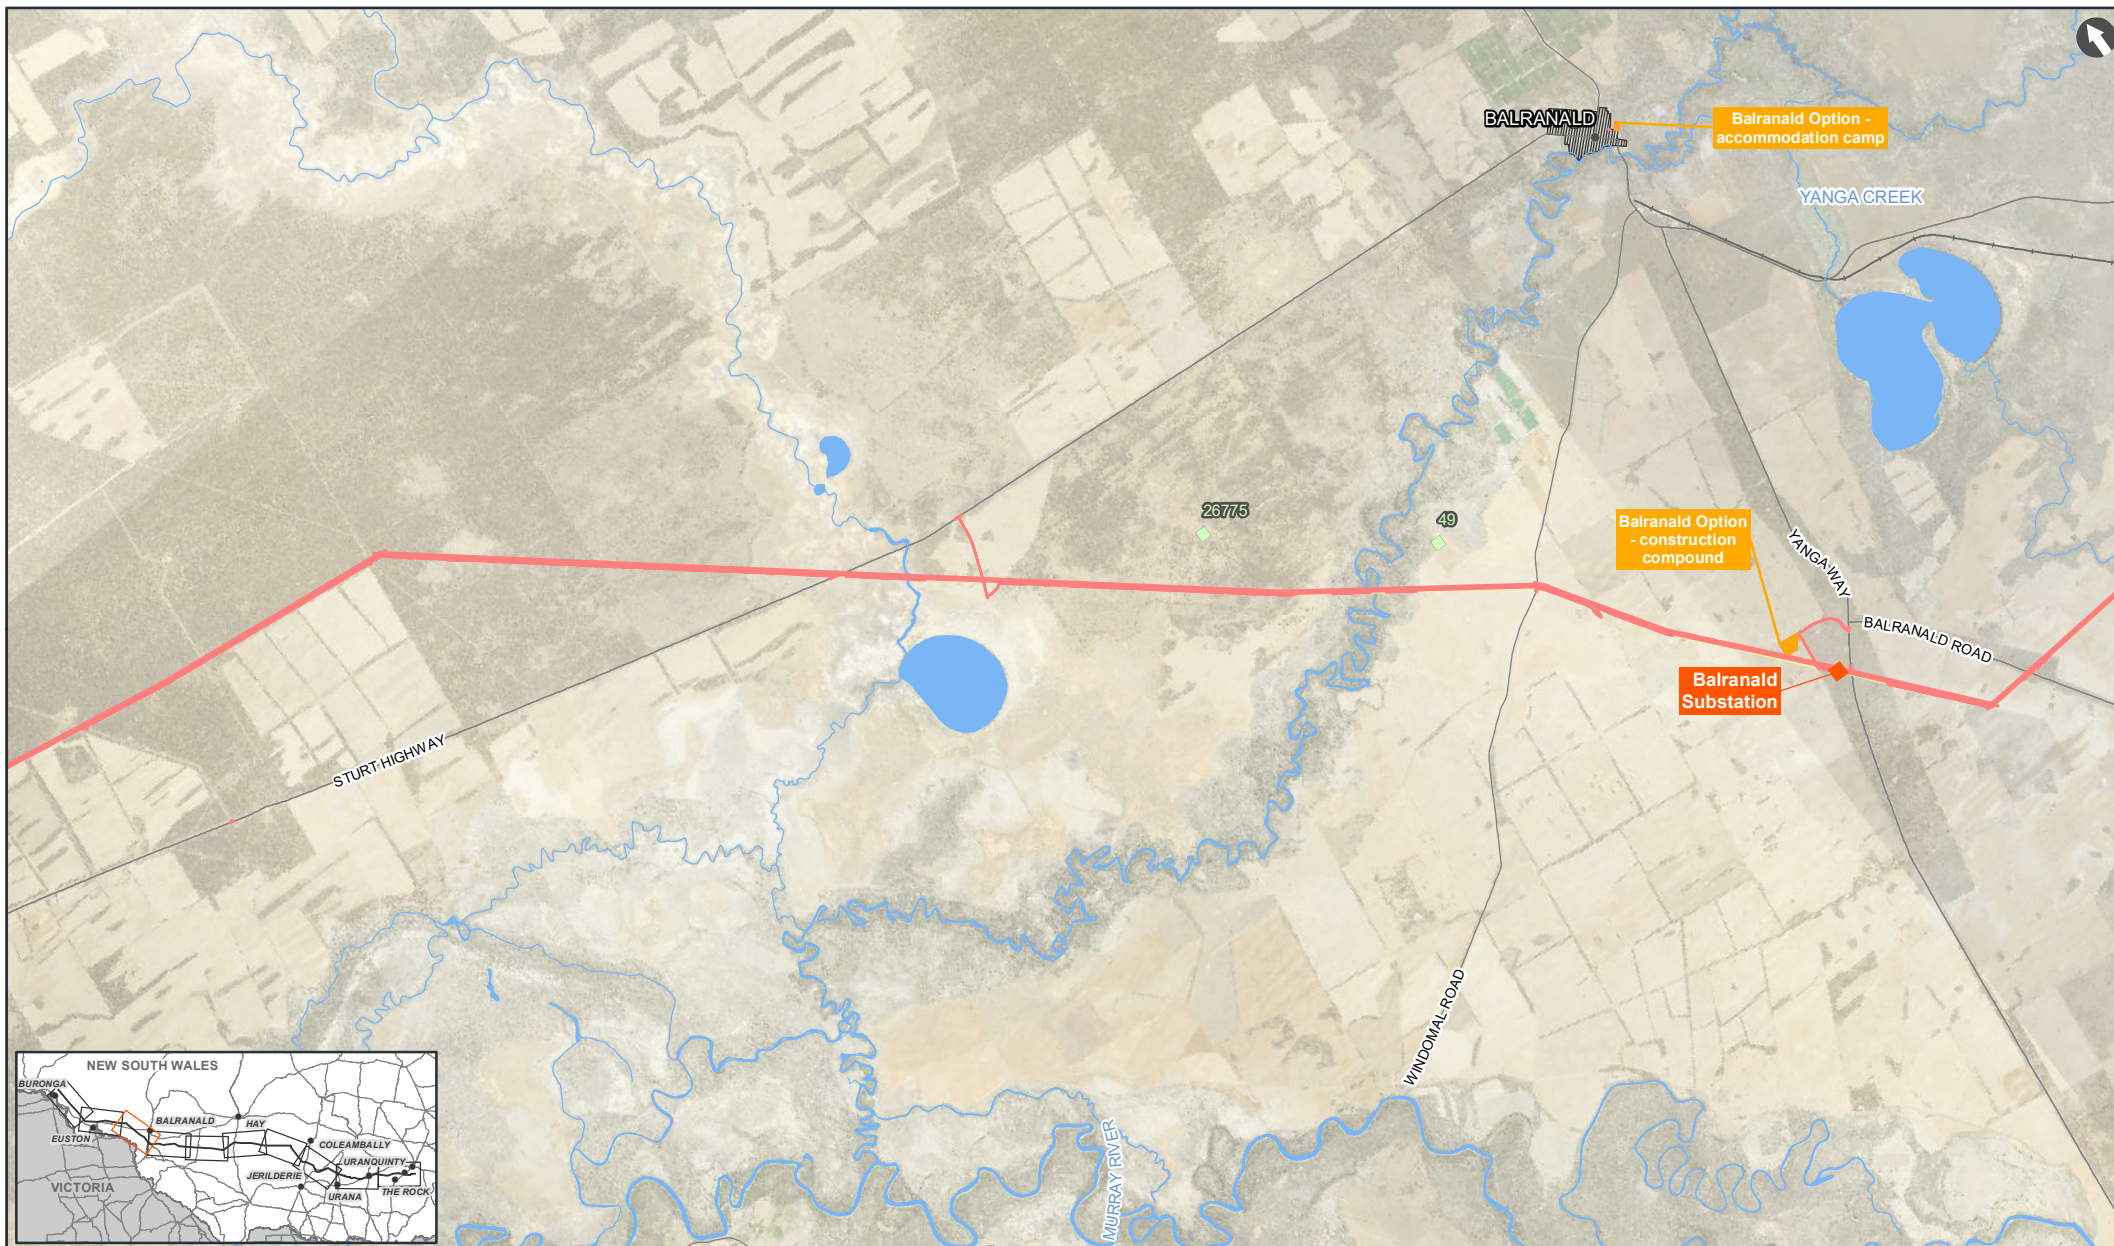 BALRANALD
Balranald Option -
accommodation camp
YANGA CREEK
26775
49
Balranald Option
- construction
compound
YANGA WAY
BALRANALD ROAD
Balranald
Substation
STURT HIGHWAY
WINDOMAL ROAD
MURRAY RIVER
NEW SOUTH WALES
BURONGA
BALRANALD
HAY
EUSTON
COLEAMBALLY
URANQUINTY
JERILDERIE
VICTORIA
URANA
THE ROCK